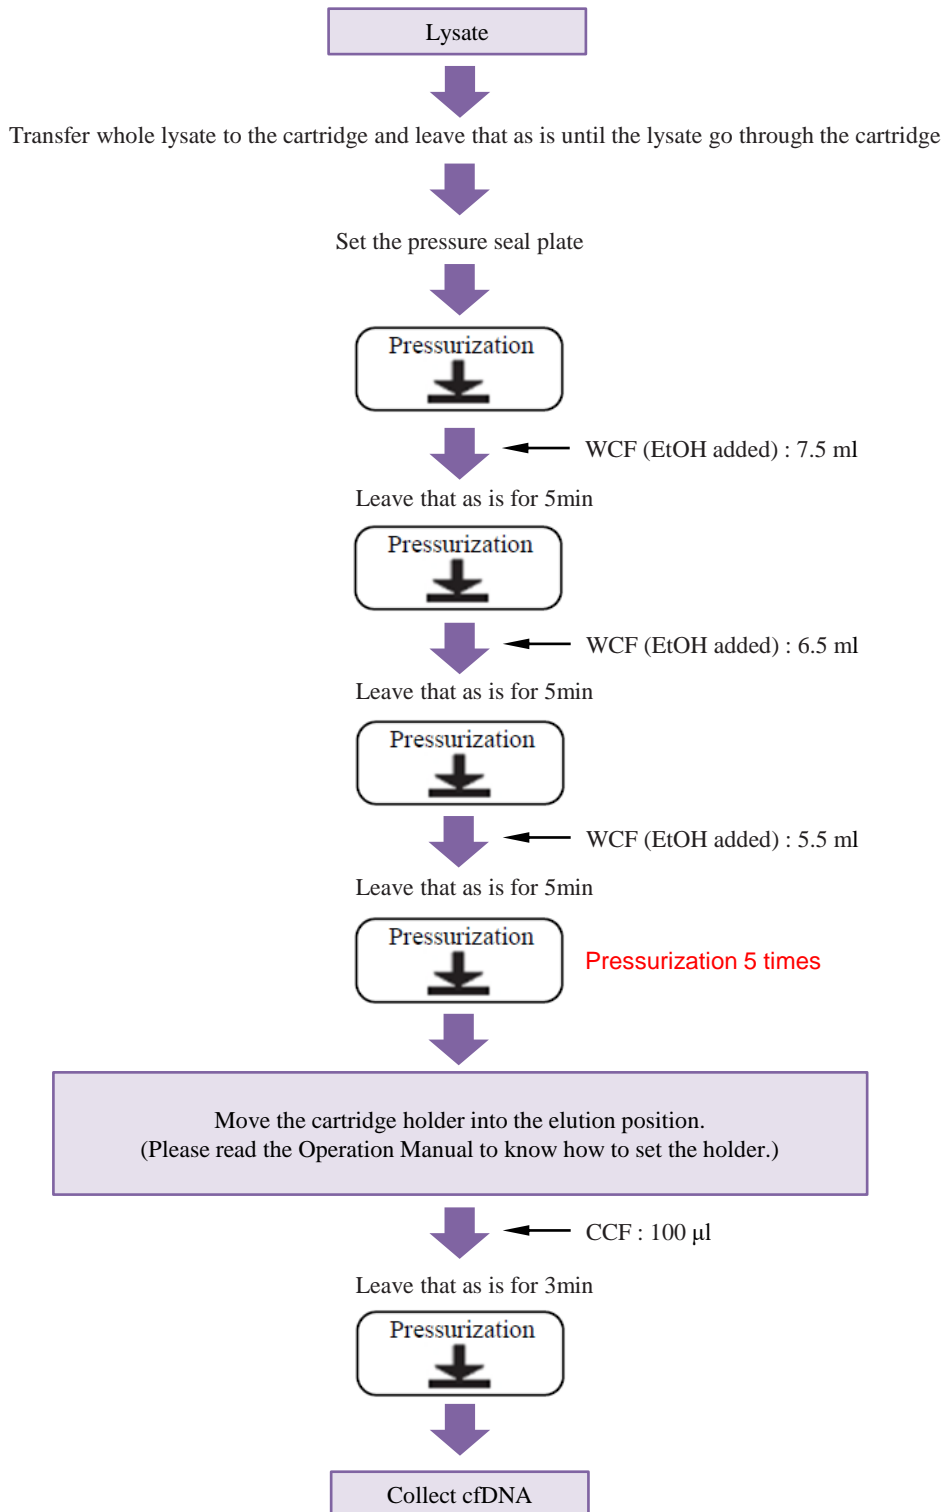 Lysate
Transfer whole lysate to the cartridge and leave that as is until the lysate go through the cartridge
Set the pressure seal plate
Pressurization
WCF (EtOH added) : 7.5 ml
Leave that as is for 5min
Pressurization
WCF (EtOH added) : 6.5 ml
Leave that as is for 5min
Pressurization
WCF (EtOH added) : 5.5 ml
Leave that as is for 5min
Pressurization
Pressurization 5 times
Move the cartridge holder into the elution position.
(Please read the Operation Manual to know how to set the holder.)
CCF : 100 μl
Leave that as is for 3min
Pressurization
Collect cfDNA